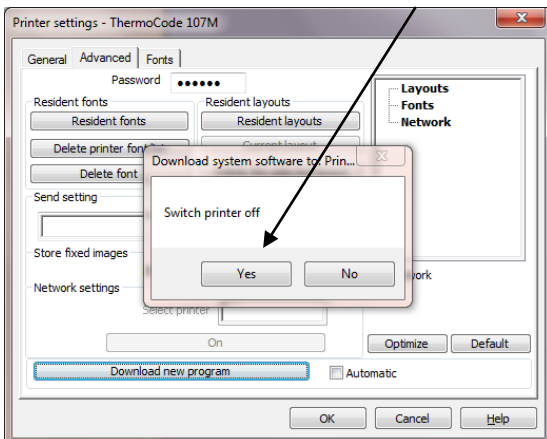 Printer settings - ThermoCode 107M
General Advanced Fonts
Password ••••••
Resident fonts
Resident layouts
Resident fonts
Resident layouts
Delete printer font
Current layout
Delete font
Send setting
Store fixed images
Network settings
Select printer
On
Download new program
Automatic
Layouts
Fonts
Network
Optimize
Default
OK
Cancel
Help
Download system software to: Prin...
Switch printer off
Yes
No